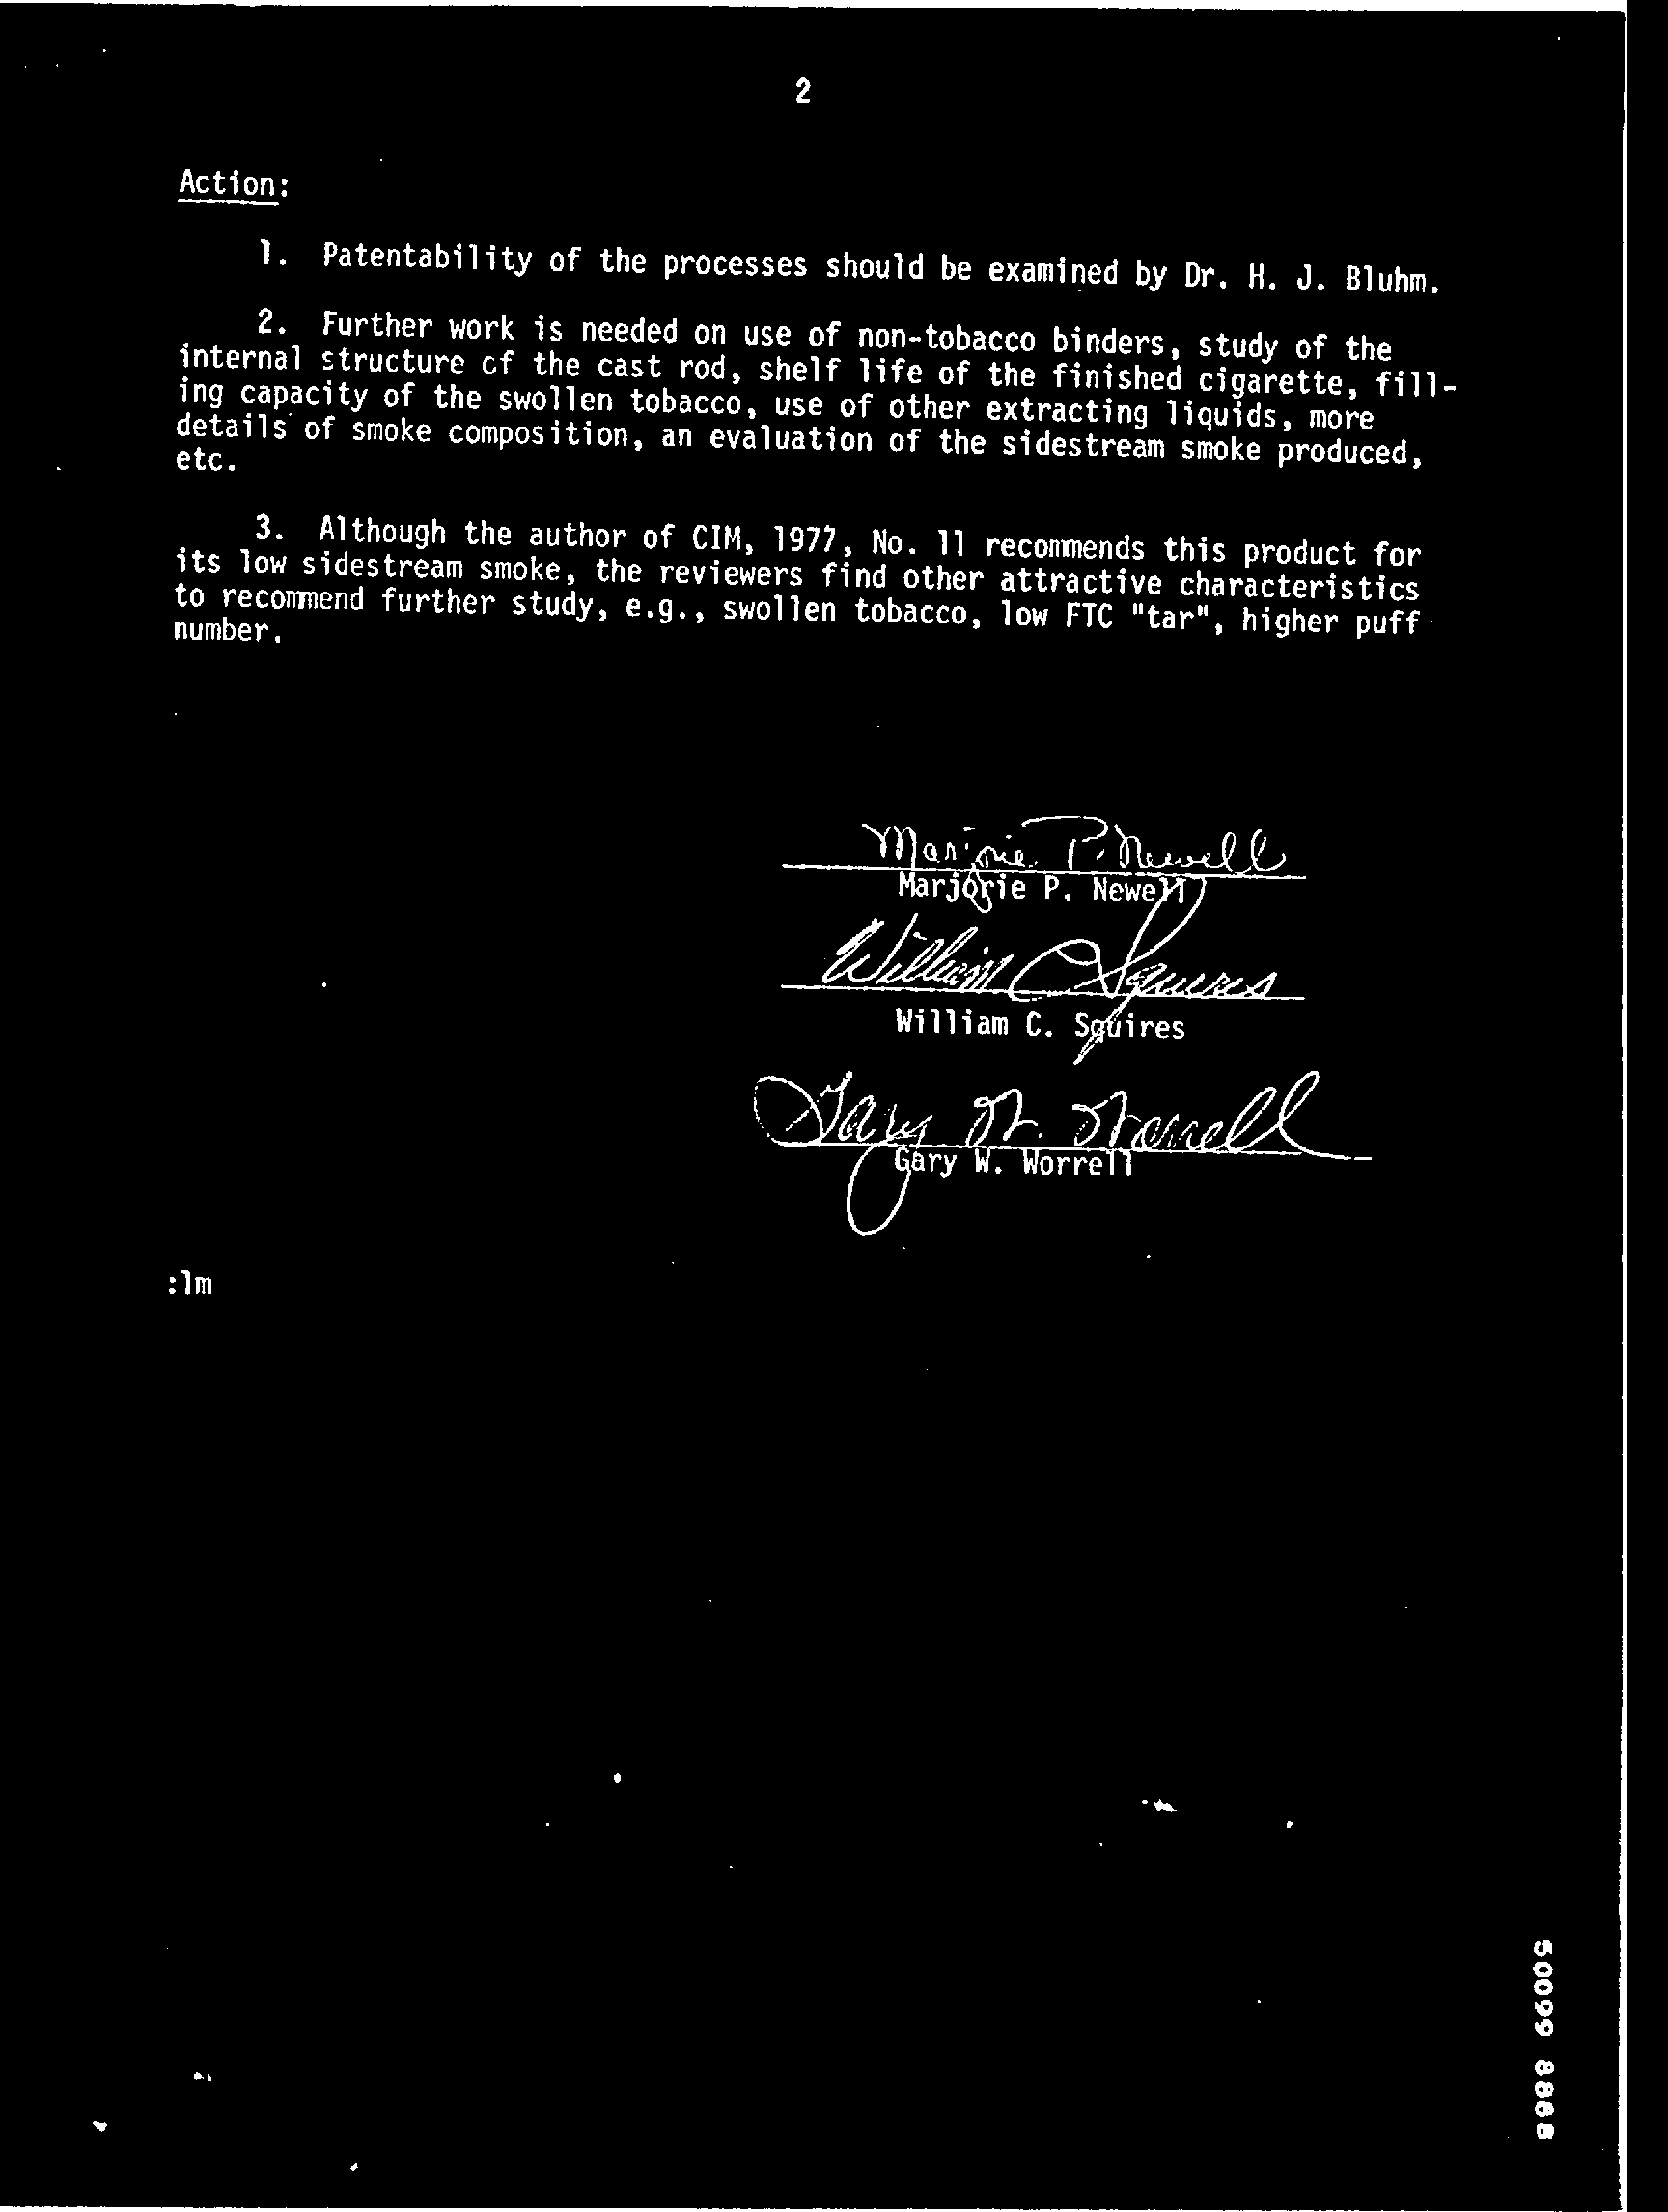 2
Action:
1. Patentability of the processes should be examined by Dr. H. J. Bluhm.
2. Further work is needed on use of non-tobacco binders, study of the
internal structure of the cast rod, shelf life of the finished cigarette, fill-
ing capacity of the swollen tobacco, use of other extracting liquids, more
details of smoke composition, an evaluation of the sidestream smoke produced,
etc.
3. Although the author of CIM, 1977, No. 11 recommends this product for
its low sidestream smoke, the reviewers find other attractive characteristics
to recommend further study, e.g., swollen tobacco, low FTC "tar", higher puff
number.
Marjorie P. Newell
Marjorie P. Newell
William C Squires
William C. Squires
Gary W. Worrell
Gary W. Worrell
:lm
50099 8888